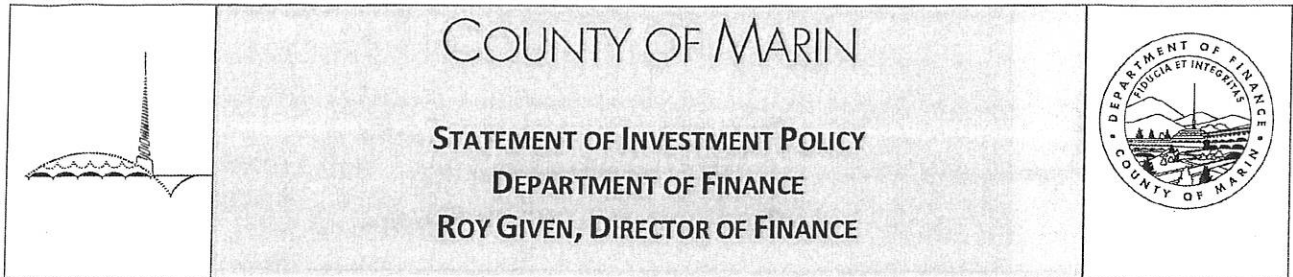 COUNTY OF MARIN
STATEMENT OF INVESTMENT POLICY
DEPARTMENT OF FINANCE
ROY GIVEN, DIRECTOR OF FINANCE
DEPARTMENT OF FINANCE
FIDUCIA ET INTEGRITAS
COUNTY OF MARIN